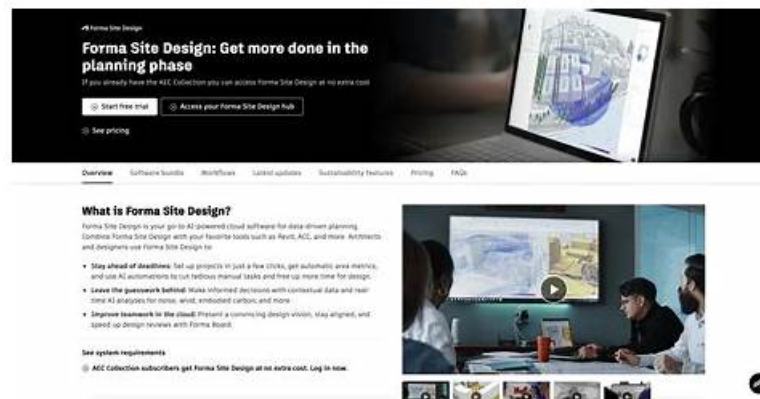 Forma Site Design
Forma Site Design: Get more done in the
planning phase
If you already have the AEC Collection you can access Forma Site Design at no extra cost
Start free trial
Access your Forma Site Design hub
See pricing
Overview
Software bundle
Workflows
Latest updates
Sustainability features
Pricing
FAQs
What is Forma Site Design?
Forma Site Design is your go-to AI-powered cloud software for data-driven planning.
Combine Forma Site Design with your favorite tools such as Revit, ACC, and more. Architects
and designers use Forma Site Design to:
Stay ahead of deadlines: Set up projects in just a few clicks, get automatic area metrics,
and use AI automations to cut tedious manual tasks and free up more time for design.
Leave the guesswork behind: Make informed decisions with contextual data and real-
time AI analyses for noise, wind, embodied carbon, and more
Improve teamwork in the cloud: Present a convincing design vision, stay aligned, and
speed up design reviews with Forma Board.
See system requirements
AEC Collection subscribers get Forma Site Design at no extra cost. Log in now.